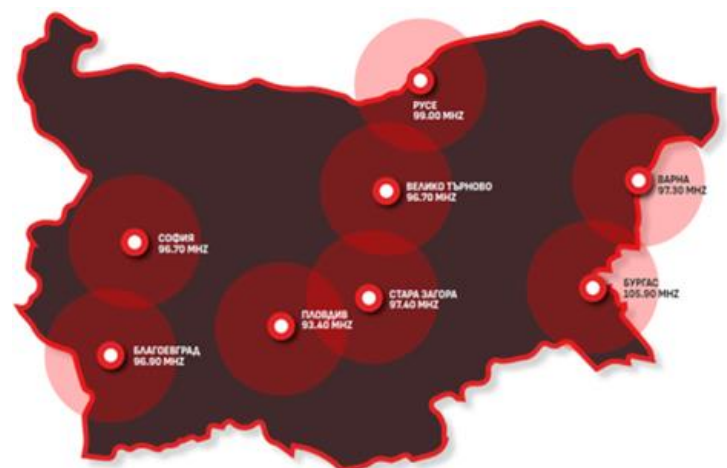 РУСЕ
99.00 MHZ
ВЕЛИКО ТЪРНОВО
96.70 MHZ
ВАРНА
97.30 MHZ
СОФИЯ
96.70 MHZ
БУРГАС
105.90 MHZ
СТАРА ЗАГОРА
97.40 MHZ
ПЛОВДИВ
93.40 MHZ
БЛАГОЕВГРАД
96.90 MHZ